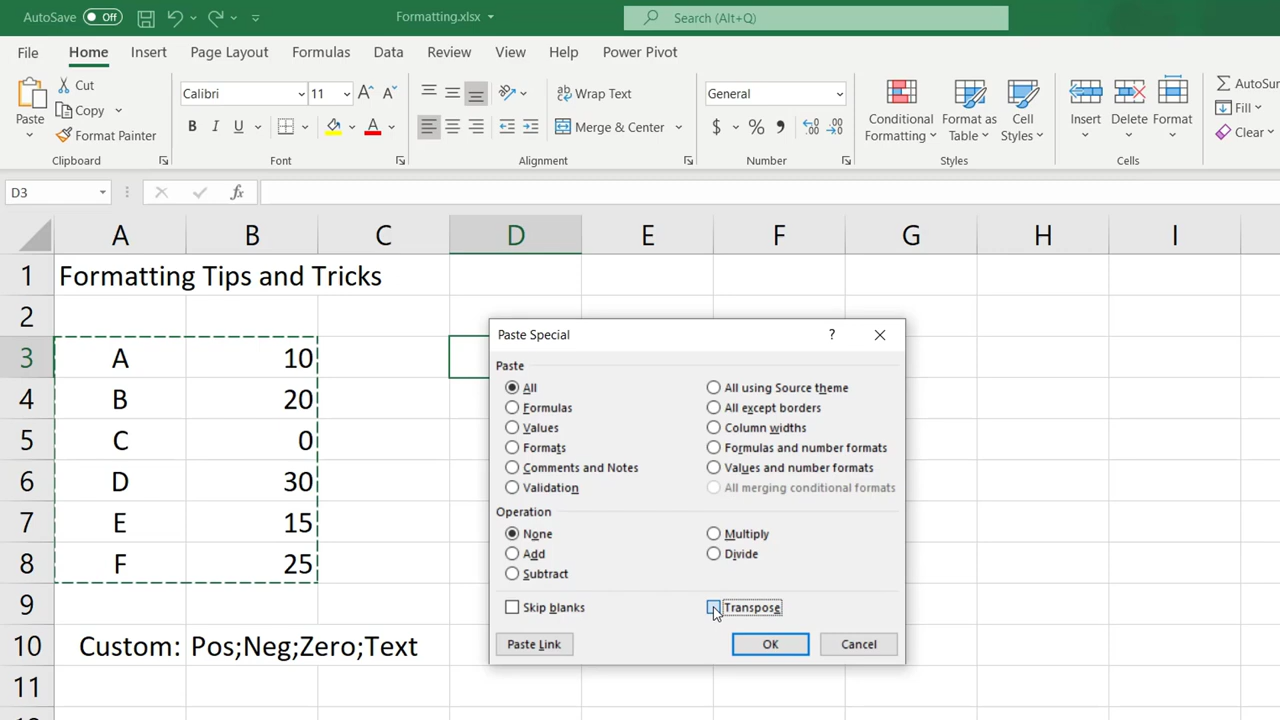 AutoSave Off Formatting.xlsx Search (Alt+Q)
File Home Insert Page Layout Formulas Data Review View Help Power Pivot
Paste
Cut
Copy
Format Painter
Clipboard
Calibri 11
B I U A
Font
Wrap Text
Merge & Center
Alignment
General
$ % ,
Number
Conditional Formatting
Format as Table
Cell Styles
Styles
Insert Delete Format
Cells
AutoSum
Fill
Clear
D3 fx
A B C D E F G H I
1 Formatting Tips and Tricks
2
3 A 10
4 B 20
5 C 0
6 D 30
7 E 15
8 F 25
9
10 Custom: Pos;Neg;Zero;Text
11
Paste Special ?
Paste
All All using Source theme
Formulas All except borders
Values Column widths
Formats Formulas and number formats
Comments and Notes Values and number formats
Validation All merging conditional formats
Operation
None Multiply
Add Divide
Subtract
Skip blanks Transpose
Paste Link OK Cancel